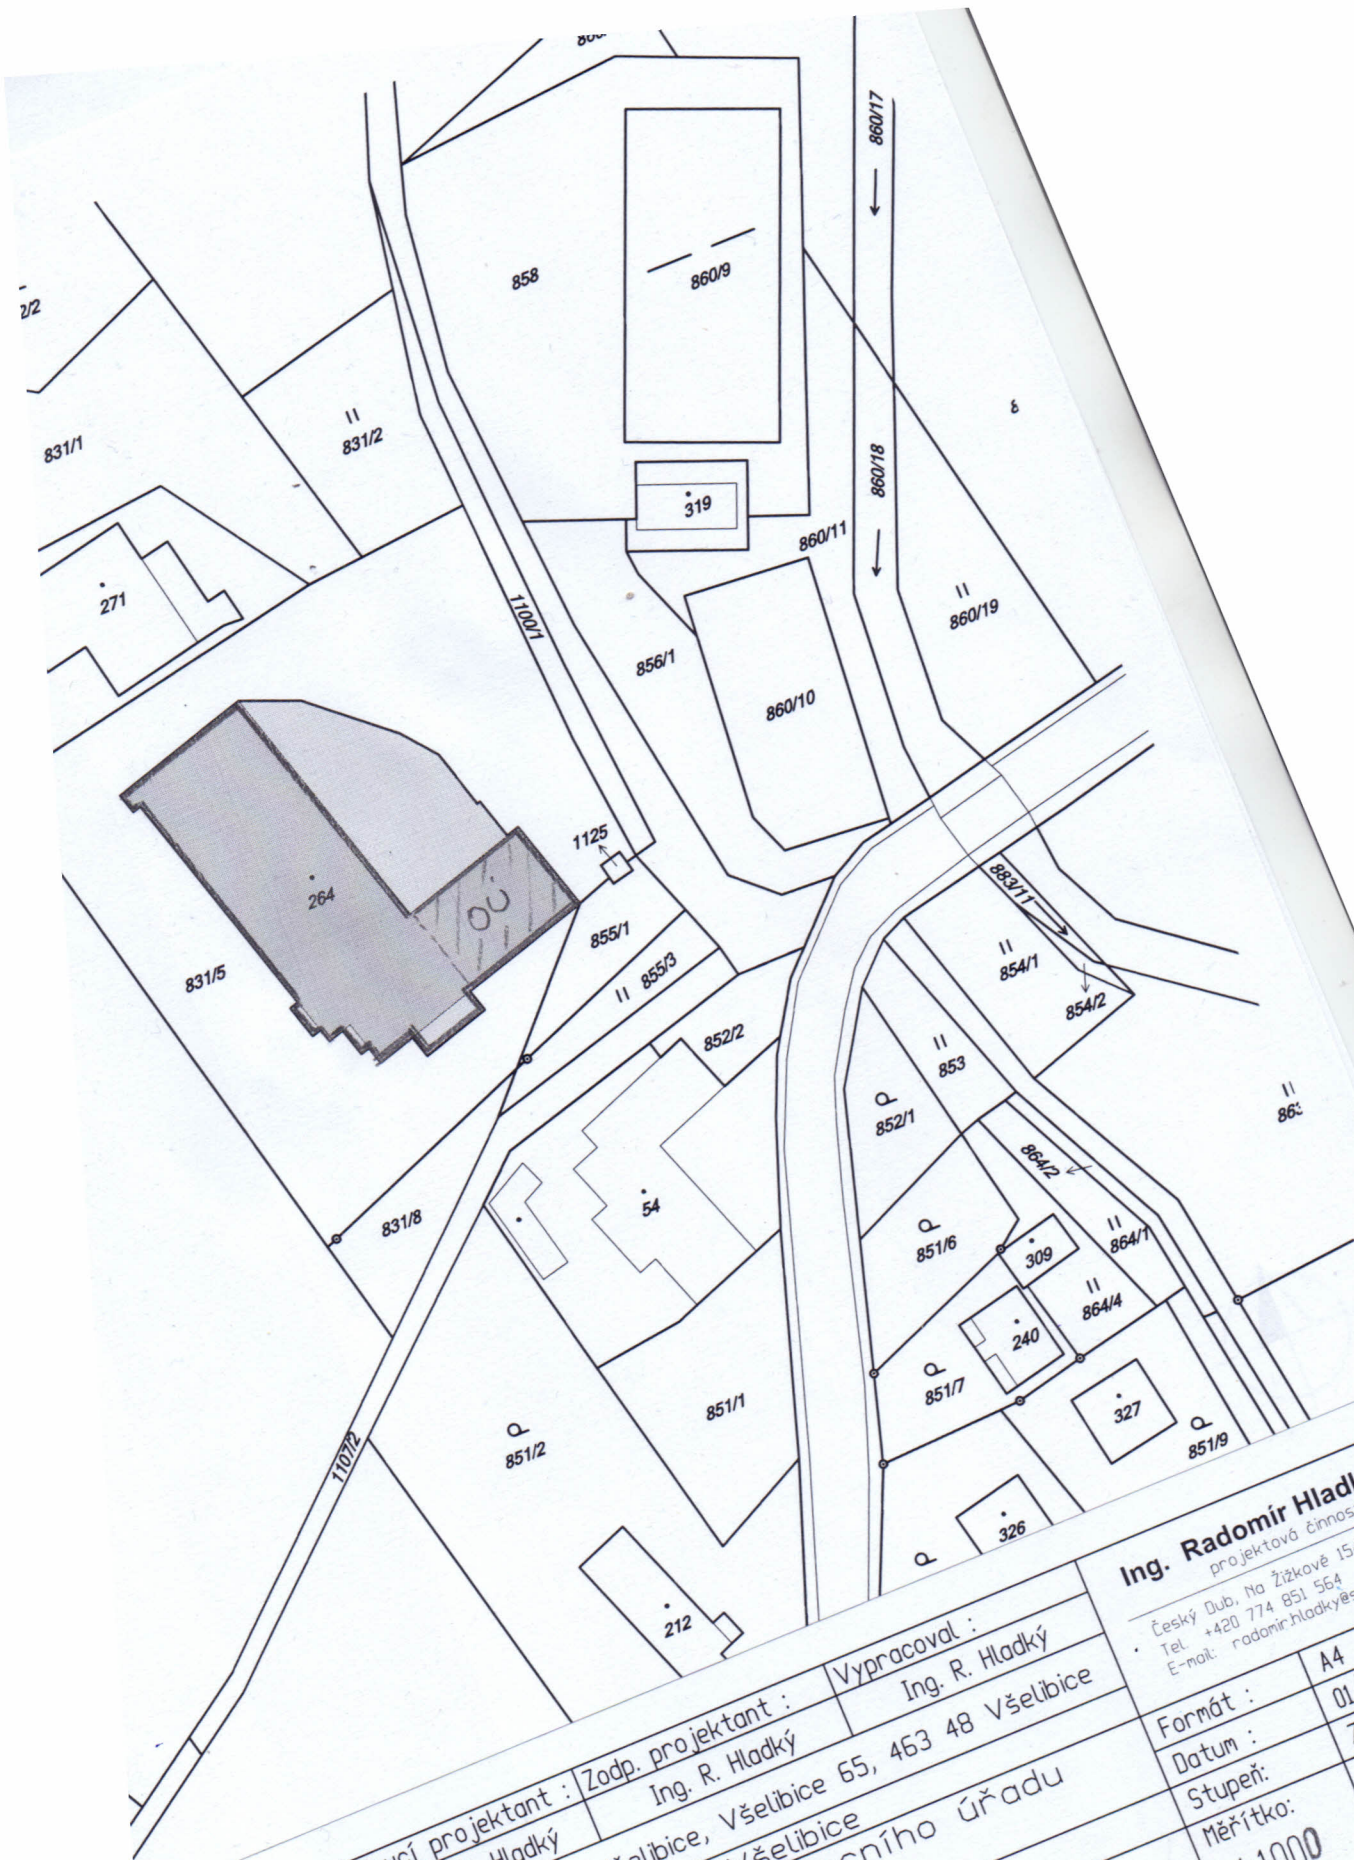 860/17
2/2
858
860/9
831/1
831/2
319
860/18
860/11
271
1100/1
860/19
856/1
860/10
1125
264
OÚ
883/11
831/5
855/1
855/3
854/1
854/2
852/2
853
852/1
864/2
54
831/8
851/6
309
864/1
864/4
240
851/7
327
851/1
851/9
851/2
1107/2
326
212
Ing. Radomír Hladk
projektová činnos
Český Dub, Na Žižkově 15
Tel: +420 774 851 564
E-mail: radomir.hladky@s
Vypracoval :
Ing. R. Hladký
Zodp. projektant :
Ing. R. Hladký
projektant :
Hladký
Všelibice 65, 463 48 Všelibice
Všelibice
úřadu
Formát : A4
Datum : 01
Stupeň:
Měřítko:
1000